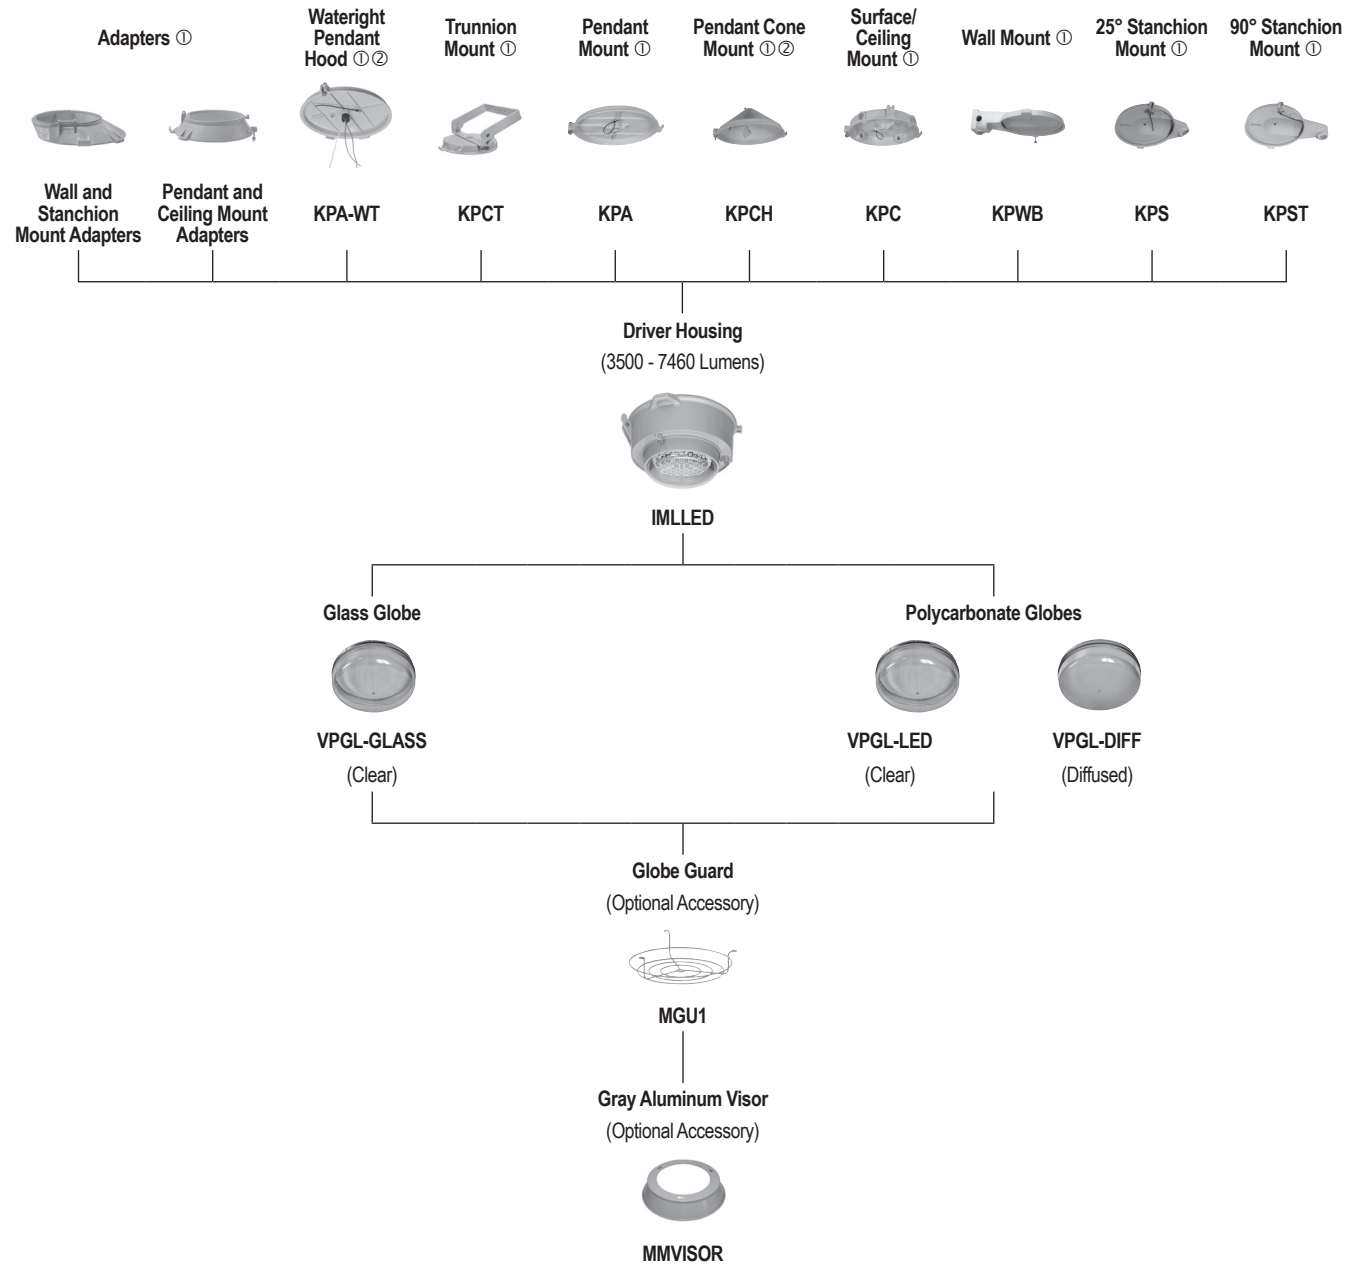 Adapters ①
Wateright
Pendant
Hood ①②
Trunnion
Mount ①
Pendant
Mount ①
Pendant Cone
Mount ①②
Surface/
Ceiling
Mount ①
Wall Mount ①
25° Stanchion
Mount ①
90° Stanchion
Mount ①
Wall and
Stanchion
Mount Adapters
Pendant and
Ceiling Mount
Adapters
KPA-WT
KPCT
KPA
KPCH
KPC
KPWB
KPS
KPST
Driver Housing
(3500 - 7460 Lumens)
IMLLED
Glass Globe
Polycarbonate Globes
VPGL-GLASS
(Clear)
VPGL-LED
(Clear)
VPGL-DIFF
(Diffused)
Globe Guard
(Optional Accessory)
MGU1
Gray Aluminum Visor
(Optional Accessory)
MMVISOR